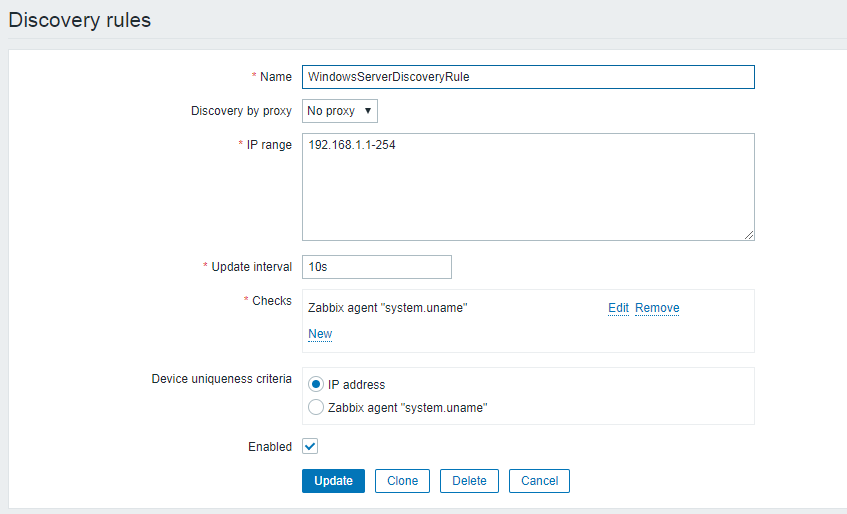 Discovery rules
* Name WindowsServerDiscoveryRule
Discovery by proxy No proxy
* IP range 192.168.1.1-254
* Update interval 10s
* Checks Zabbix agent "system.uname" Edit Remove
New
Device uniqueness criteria IP address
Zabbix agent "system.uname"
Enabled
Update Clone Delete Cancel